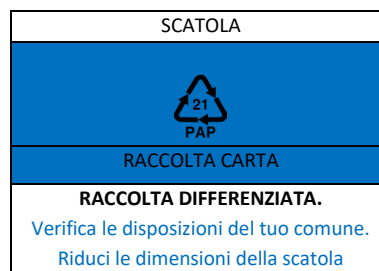 SCATOLA
21
PAP
RACCOLTA CARTA
RACCOLTA DIFFERENZIATA.
Verifica le disposizioni del tuo comune.
Riduci le dimensioni della scatola